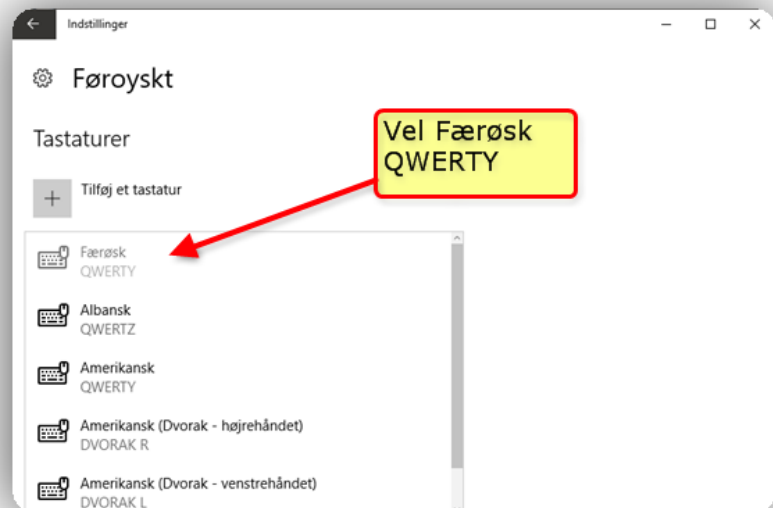 Indstillinger
Føroyskt
Tastaturer
Vel Færøsk
QWERTY
Tilføj et tastatur
Færøsk
QWERTY
Albansk
QWERTZ
Amerikansk
QWERTY
Amerikansk (Dvorak - højrehåndet)
DVORAK R
Amerikansk (Dvorak - venstrehåndet)
DVORAK L